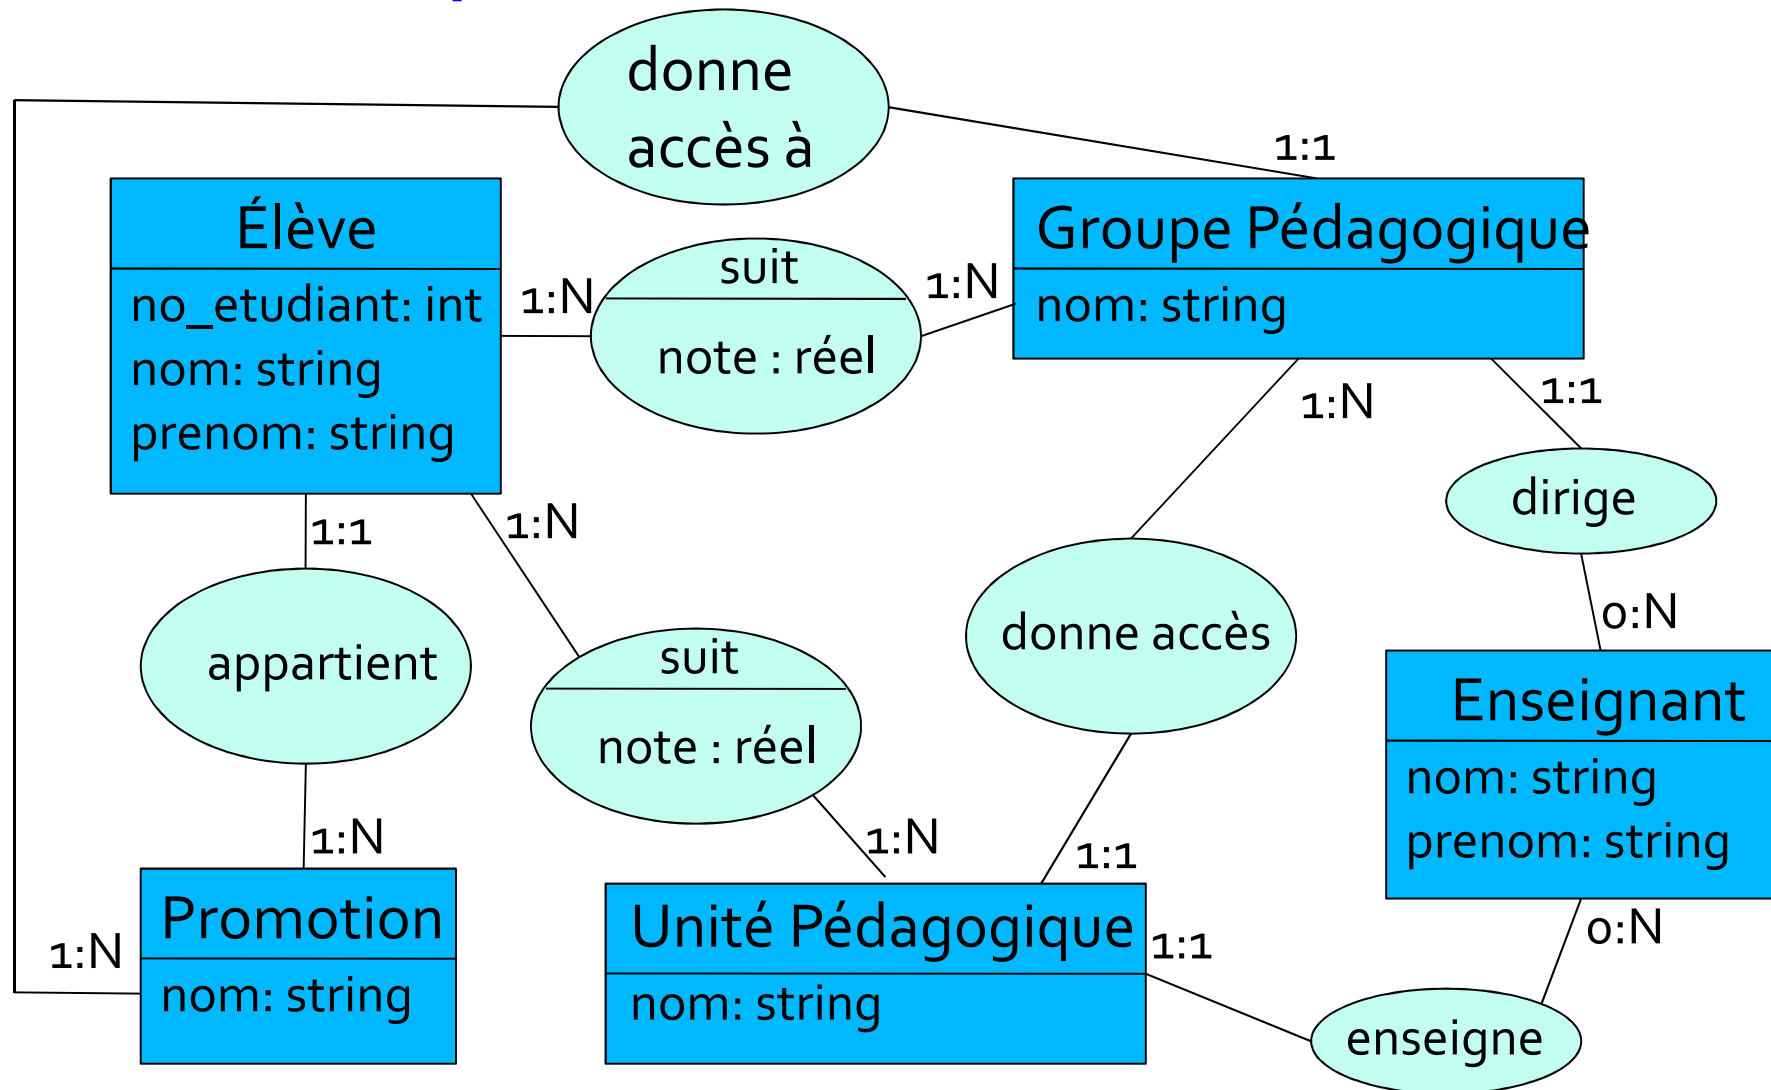 donne
accès à
1:1
Élève
no_etudiant: int
nom: string
prenom: string
1:N
suit
note : réel
1:N
Groupe Pédagogique
nom: string
1:N
1:1
dirige
1:1
1:N
appartient
suit
note : réel
donne accès
0:N
Enseignant
nom: string
prenom: string
1:N
1:N
1:1
Promotion
nom: string
1:N
Unité Pédagogique
nom: string
1:1
0:N
enseigne